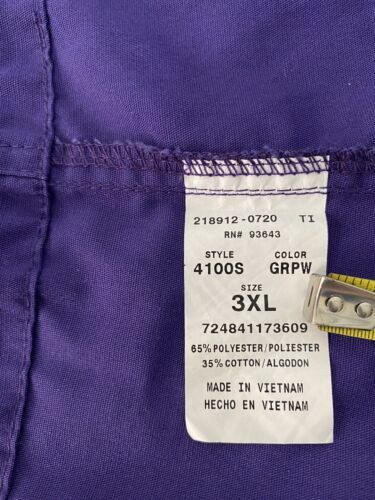 218912-0720 TI
RN# 93643
STYLE COLOR
4100S GRPW
SIZE
3XL
724841173609
65% POLYESTER/POLIESTER
35% COTTON/ALGODON
MADE IN VIETNAM
HECHO EN VIETNAM